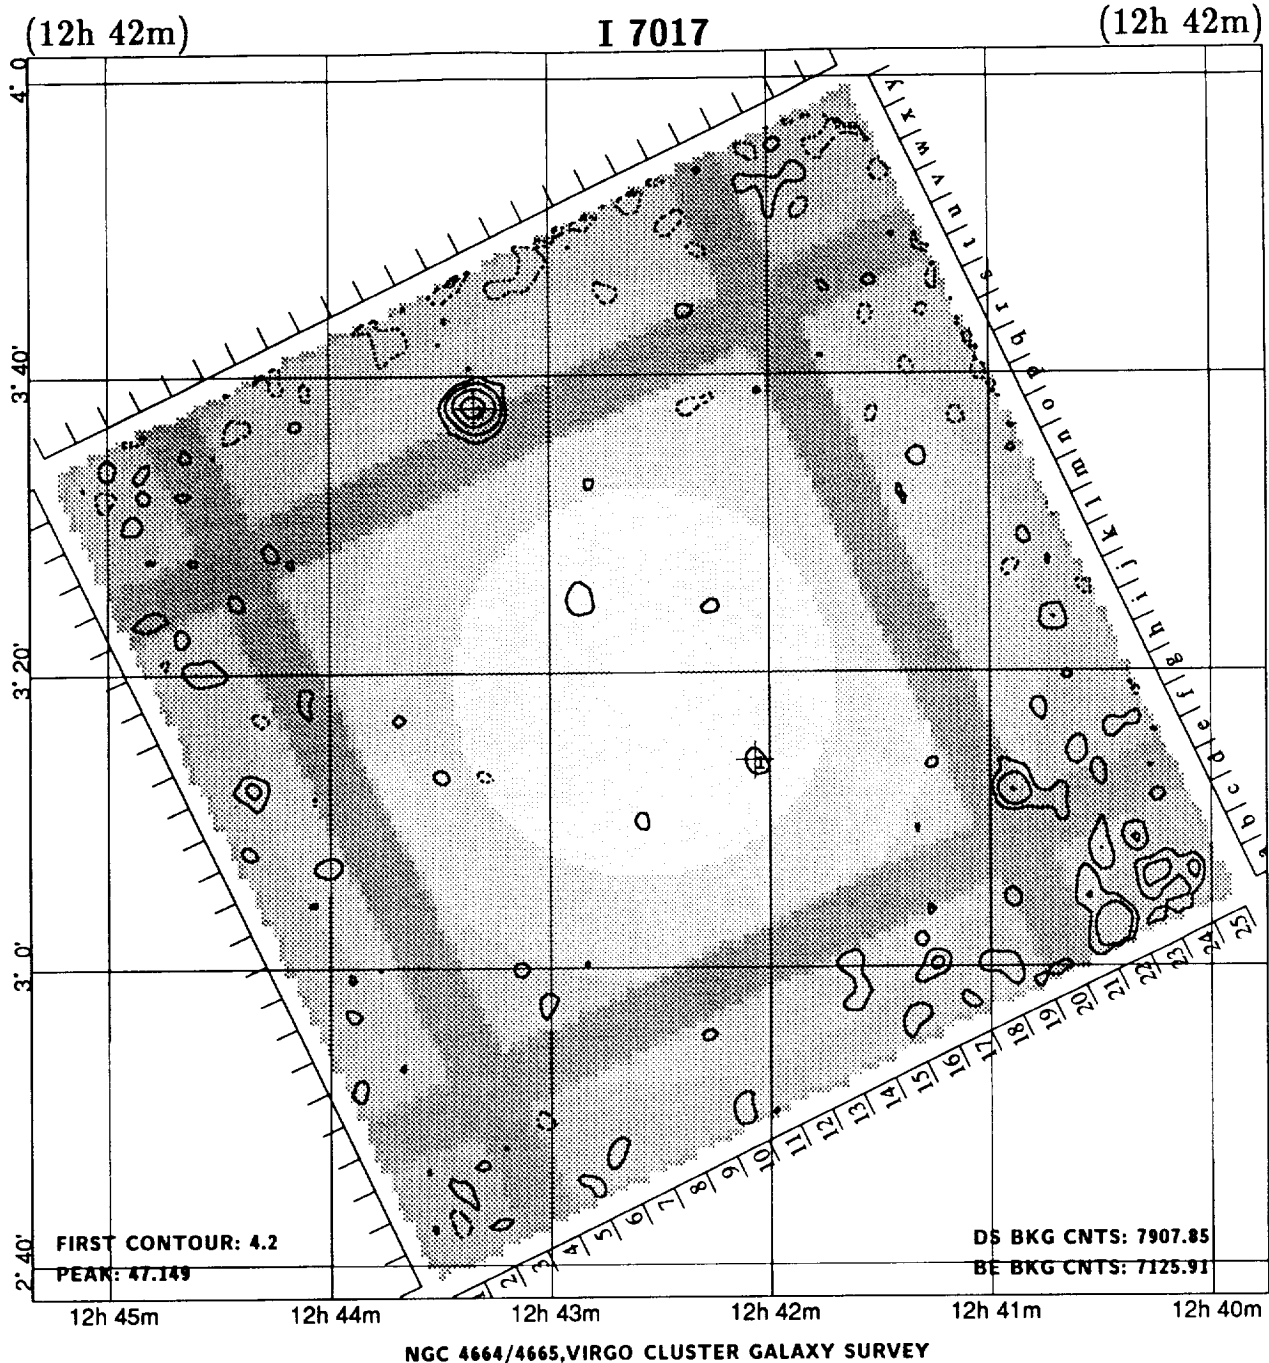 (12h 42m) I 7017 (12h 42m)
4° 0
3° 40'
3° 20'
3° 0'
2° 40'
y x w v u t s r q p o n m l k j i h g f e d c b a
1 2 3 4 5 6 7 8 9 10 11 12 13 14 15 16 17 18 19 20 21 22 23 24 25
FIRST CONTOUR: 4.2
PEAK: 47.149
DS BKG CNTS: 7907.85
BE BKG CNTS: 7125.91
12h 45m 12h 44m 12h 43m 12h 42m 12h 41m 12h 40m
NGC 4664/4665,VIRGO CLUSTER GALAXY SURVEY